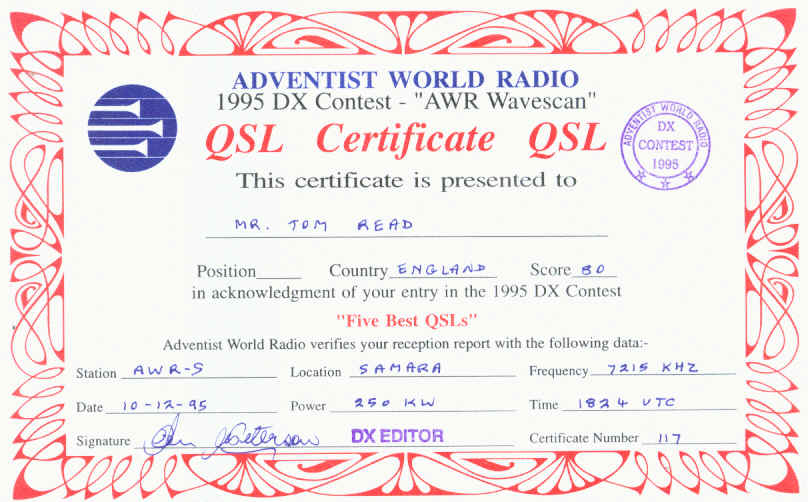 ADVENTIST WORLD RADIO
1995 DX Contest - "AWR Wavescan"
QSL Certificate QSL
ADVENTIST WORLD RADIO
DX
CONTEST
1995
This certificate is presented to
MR. TOM READ
Position Country ENGLAND Score 80
in acknowledgment of your entry in the 1995 DX Contest
"Five Best QSLs"
Adventist World Radio verifies your reception report with the following data:-
Station AWR-S Location SAMARA Frequency 7215 KHZ
Date 10-12-95 Power 250 KW Time 1824 UTC
Signature Peterson DX EDITOR Certificate Number 117